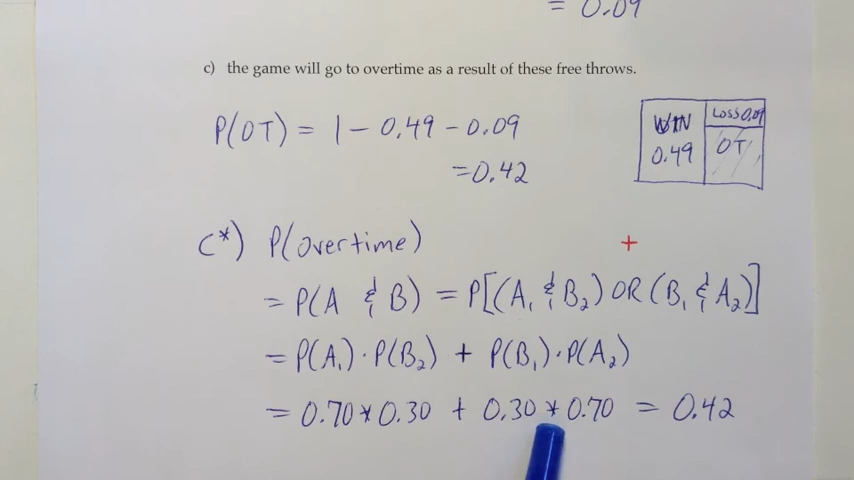 = 0.09
c) the game will go to overtime as a result of these free throws.
P(OT) = 1 - 0.49 - 0.09
= 0.42
WIN
0.49
LOSS 0.09
OT
C*) P(overtime)
+
= P(A & B) = P[(A₁ & B₂) OR (B₁ & A₂)]
= P(A₁) · P(B₂) + P(B₁) · P(A₂)
= 0.70 * 0.30 + 0.30 * 0.70 = 0.42